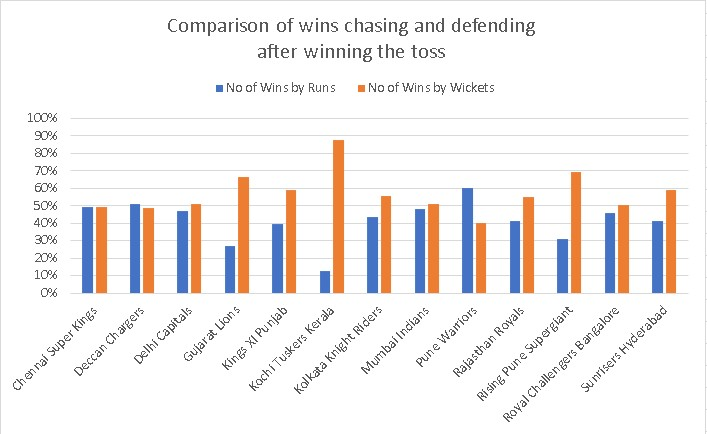 Comparison of wins chasing and defending
after winning the toss
No of Wins by Runs
No of Wins by Wickets
100%
90%
80%
70%
60%
50%
40%
30%
20%
10%
0%
Chennai Super Kings
Deccan Chargers
Delhi Capitals
Gujarat Lions
Kings XI Punjab
Kochi Tuskers Kerala
Kolkata Knight Riders
Mumbai Indians
Pune Warriors
Rajasthan Royals
Rising Pune Supergiant
Royal Challengers Bangalore
Sunrisers Hyderabad